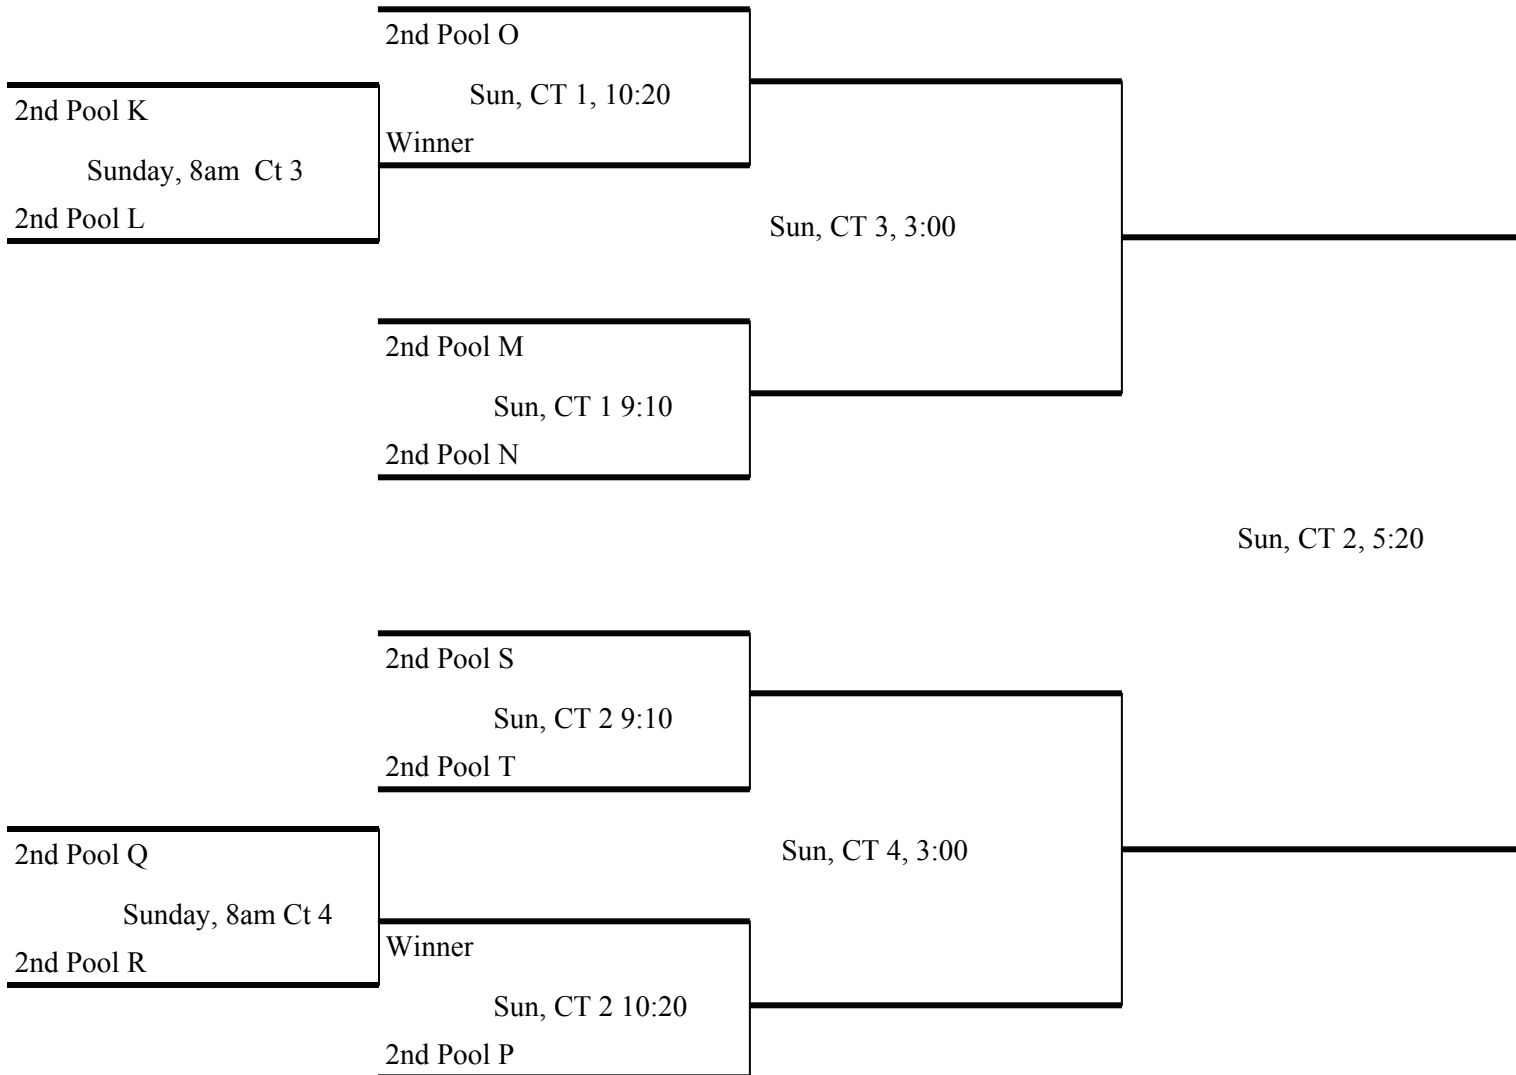 2nd Pool O
Sun, CT 1, 10:20
2nd Pool K
Winner
Sunday, 8am  Ct 3
2nd Pool L
Sun, CT 3, 3:00
2nd Pool M
Sun, CT 1 9:10
2nd Pool N
Sun, CT 2, 5:20
2nd Pool S
Sun, CT 2 9:10
2nd Pool T
Sun, CT 4, 3:00
2nd Pool Q
Sunday, 8am Ct 4
Winner
2nd Pool R
Sun, CT 2 10:20
2nd Pool P